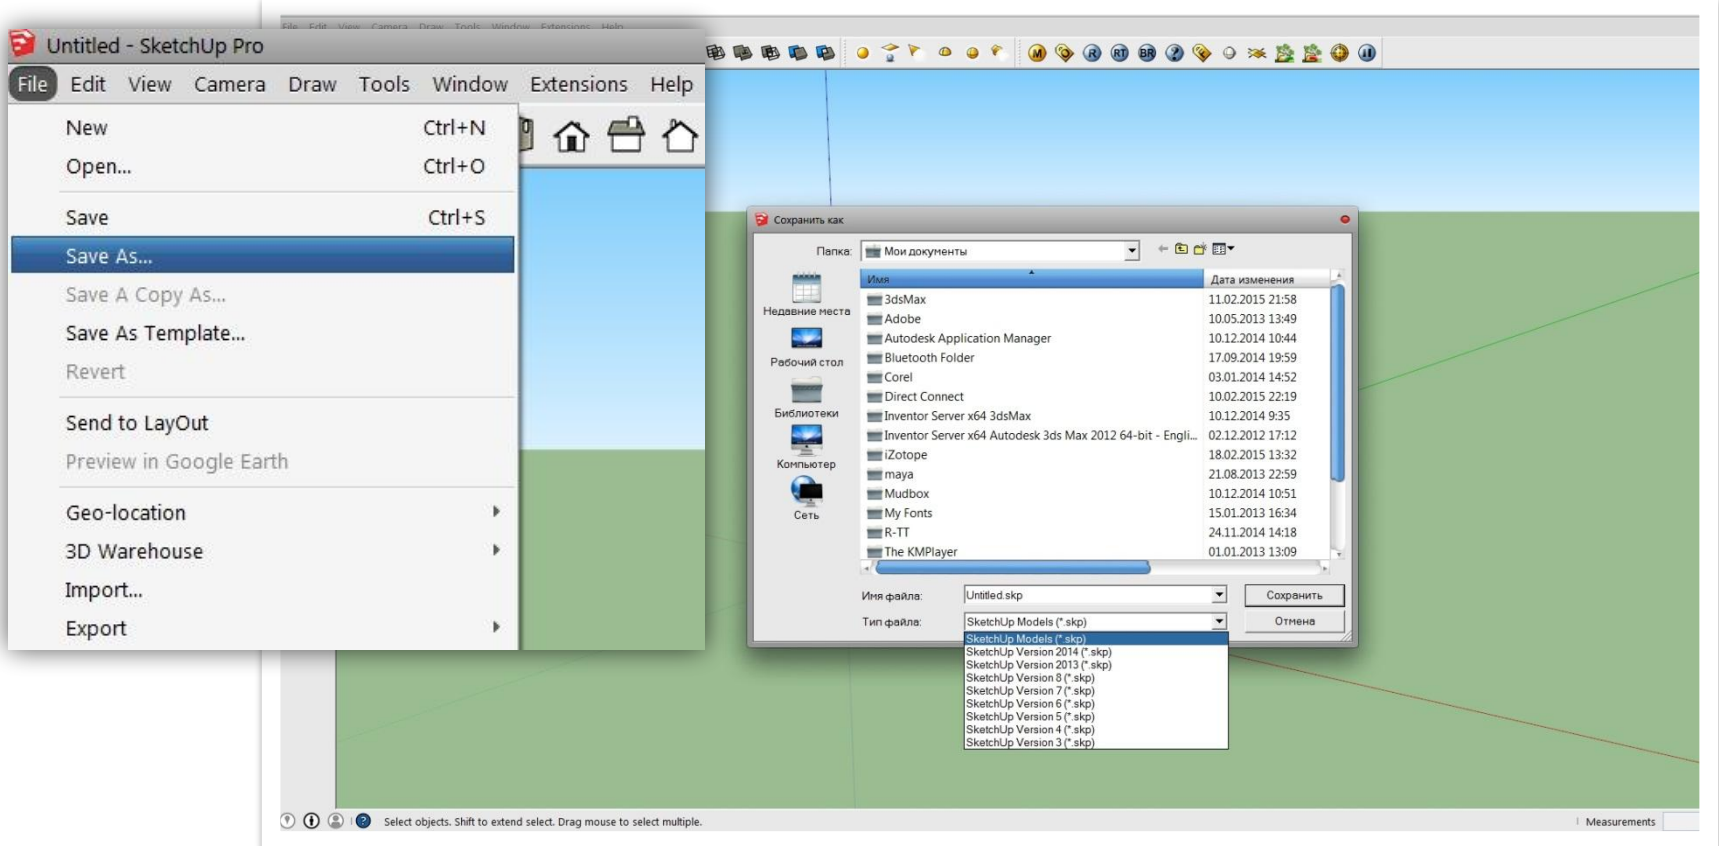 File Edit View Camera Draw Tools Window Extensions Help
Untitled - SketchUp Pro
File Edit View Camera Draw Tools Window Extensions Help
New Ctrl+N
Open... Ctrl+O
Save Ctrl+S
Save As...
Save A Copy As...
Save As Template...
Revert
Send to LayOut
Preview in Google Earth
Geo-location
3D Warehouse
Import...
Export
M R RT BR
Сохранить как
Папка: Мои документы
Недавние места
Рабочий стол
Библиотеки
Компьютер
Сеть
Имя Дата изменения
3dsMax 11.02.2015 21:58
Adobe 10.05.2013 13:49
Autodesk Application Manager 10.12.2014 10:44
Bluetooth Folder 17.09.2014 19:59
Corel 03.01.2014 14:52
Direct Connect 10.02.2015 22:19
Inventor Server x64 3dsMax 10.12.2014 9:35
Inventor Server x64 Autodesk 3ds Max 2012 64-bit - Engli... 02.12.2012 17:12
iZotope 18.02.2015 13:32
maya 21.08.2013 22:59
Mudbox 10.12.2014 10:51
My Fonts 15.01.2013 16:34
R-TT 24.11.2014 14:18
The KMPlayer 01.01.2013 13:09
Имя файла: Untitled.skp Сохранить
Тип файла: SketchUp Models (*.skp) Отмена
SketchUp Models (*.skp)
SketchUp Version 2014 (*.skp)
SketchUp Version 2013 (*.skp)
SketchUp Version 8 (*.skp)
SketchUp Version 7 (*.skp)
SketchUp Version 6 (*.skp)
SketchUp Version 5 (*.skp)
SketchUp Version 4 (*.skp)
SketchUp Version 3 (*.skp)
Select objects. Shift to extend select. Drag mouse to select multiple. Measurements